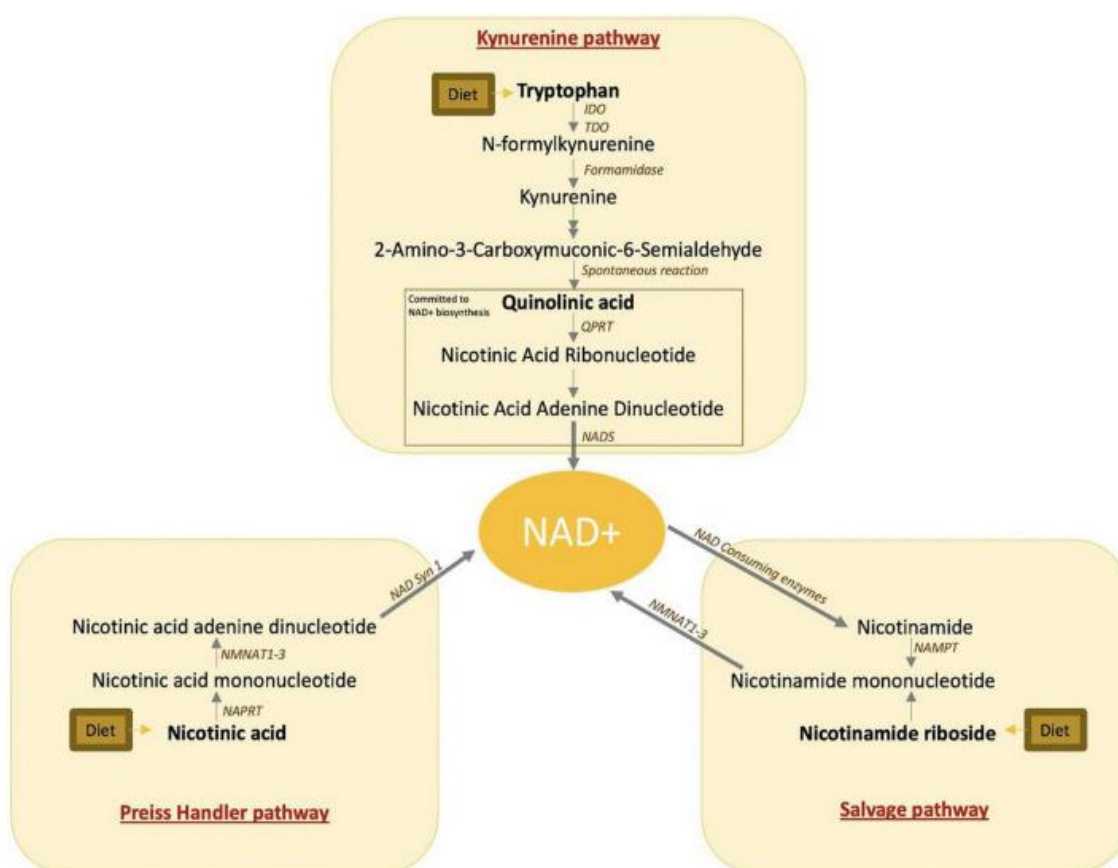 Kynurenine pathway
Diet
Tryptophan
IDO
TDO
N-formylkynurenine
Formamidase
Kynurenine
2-Amino-3-Carboxymuconic-6-Semialdehyde
Spontaneous reaction
Committed to
NAD+ biosynthesis
Quinolinic acid
QPRT
Nicotinic Acid Ribonucleotide
Nicotinic Acid Adenine Dinucleotide
NADS
NAD+
NAD Syn 1
Nicotinic acid adenine dinucleotide
NMNAT1-3
Nicotinic acid mononucleotide
NAPRT
Diet
Nicotinic acid
Preiss Handler pathway
NAD Consuming enzymes
NMNAT1-3
Nicotinamide
NAMPT
Nicotinamide mononucleotide
Nicotinamide riboside
Diet
Salvage pathway